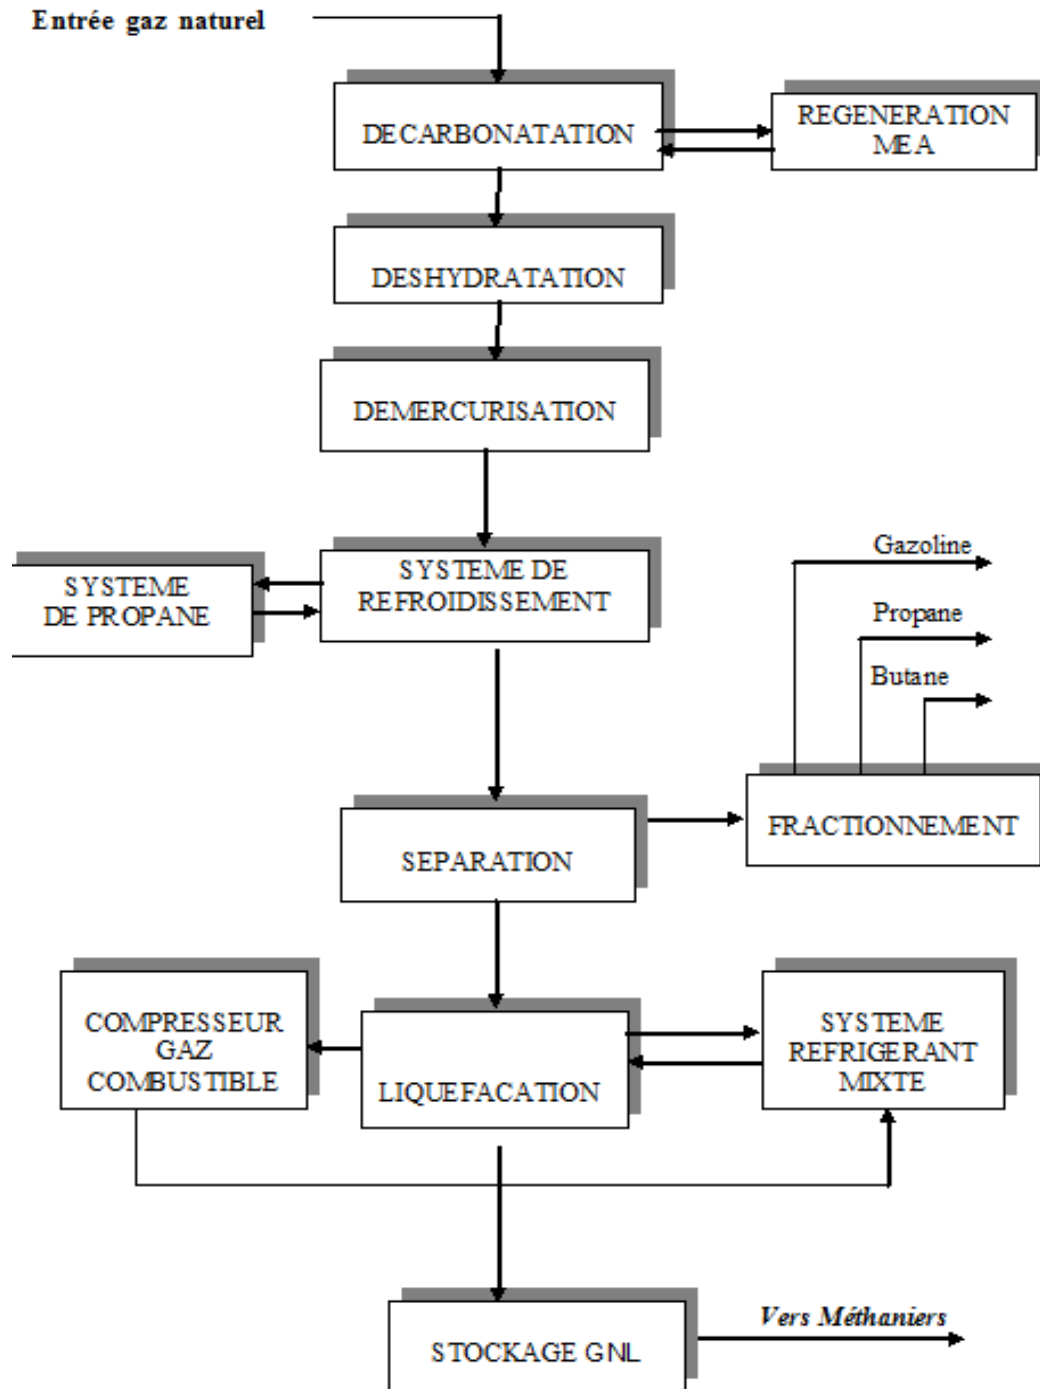 Entrée gaz naturel
DECARBONATATION
REGENERATION
MEA
DESHYDRATATION
DEMERCURISATION
SYSTEME
DE PROPANE
SYSTEME DE
REFROIDISSEMENT
Gazoline
Propane
Butane
SEPARATION
FRACTIONNEMENT
COMPRESSEUR
GAZ
COMBUSTIBLE
LIQUEFACATION
SYSTEME
REFRIGERANT
MIXTE
STOCKAGE GNL
Vers Méthaniers